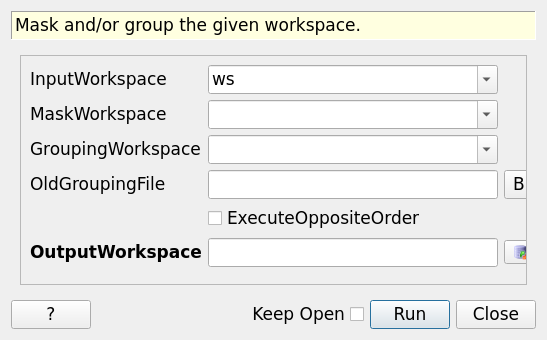 Mask and/or group the given workspace.
InputWorkspace ws
MaskWorkspace
GroupingWorkspace
OldGroupingFile B
ExecuteOppositeOrder
OutputWorkspace
? Keep Open Run Close